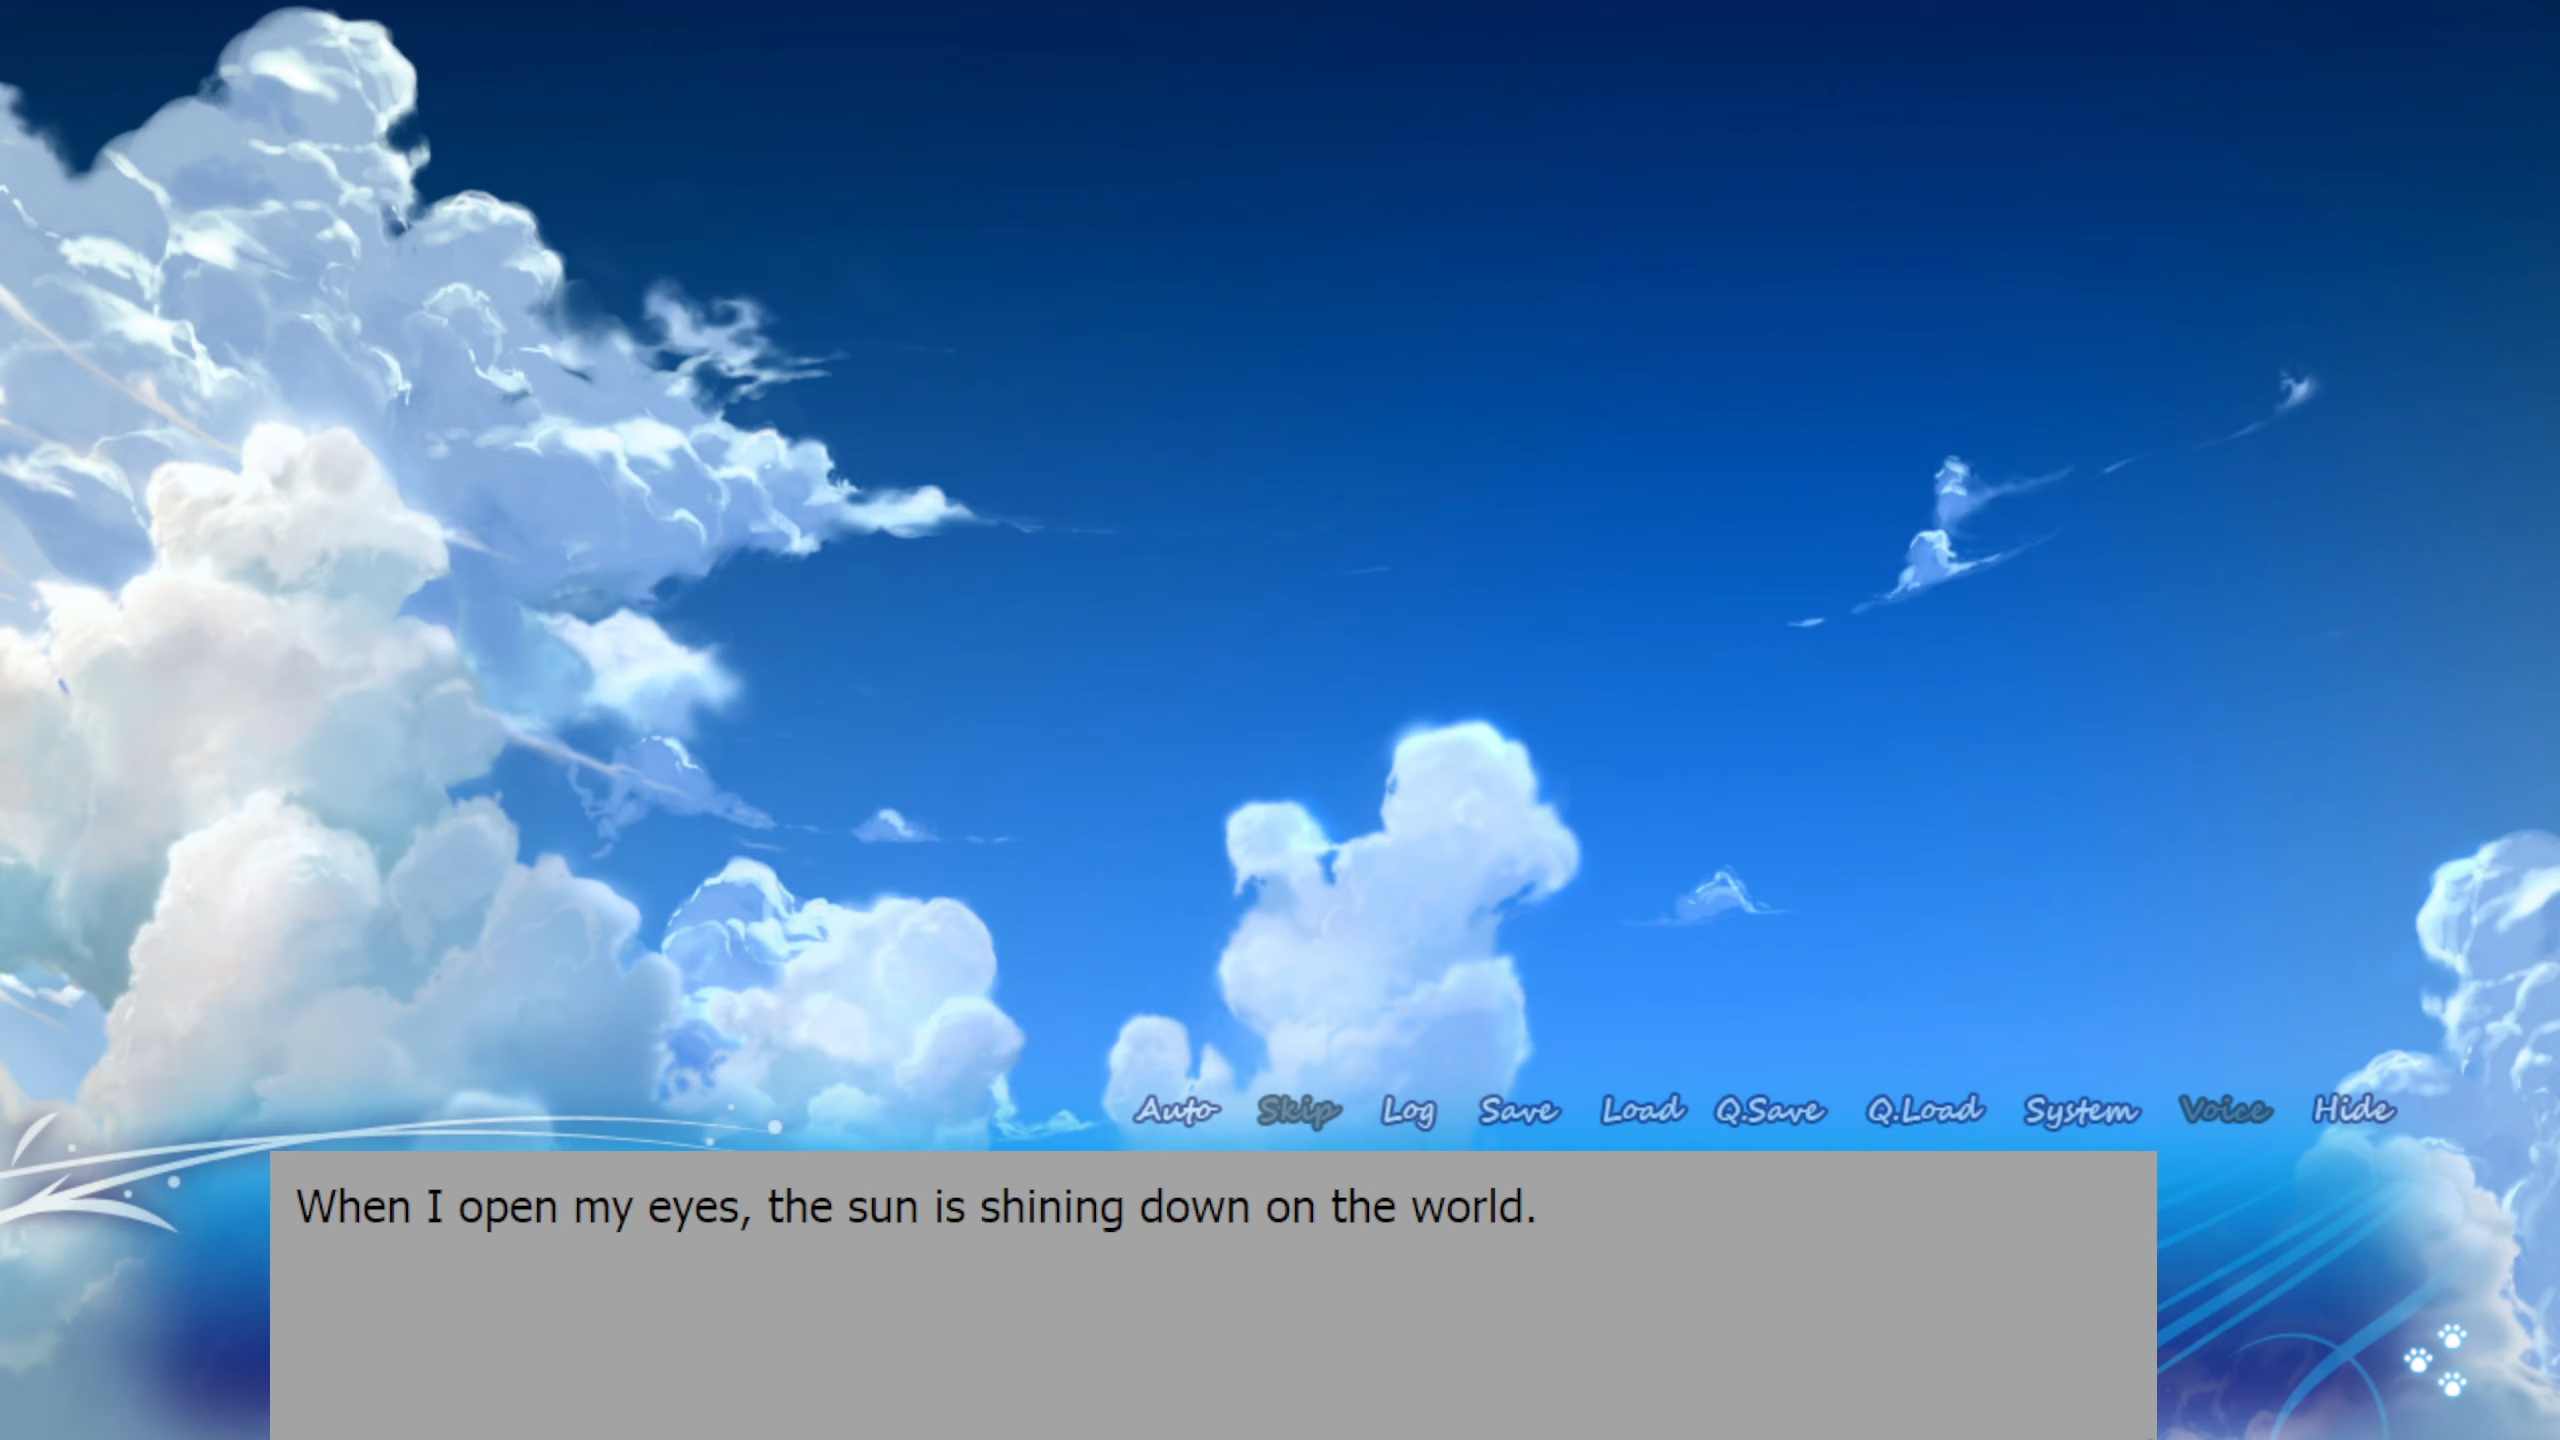 Auto Skip Log Save Load Q.Save Q.Load System Voice Hide
When I open my eyes, the sun is shining down on the world.